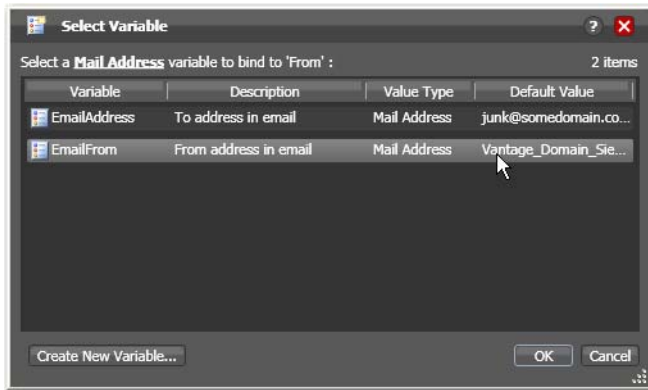 Select Variable
?
Select a Mail Address variable to bind to 'From' : 2 items
Variable Description Value Type Default Value
EmailAddress To address in email Mail Address junk@somedomain.co...
EmailFrom From address in email Mail Address Vantage_Domain_Sie...
Create New Variable... OK Cancel